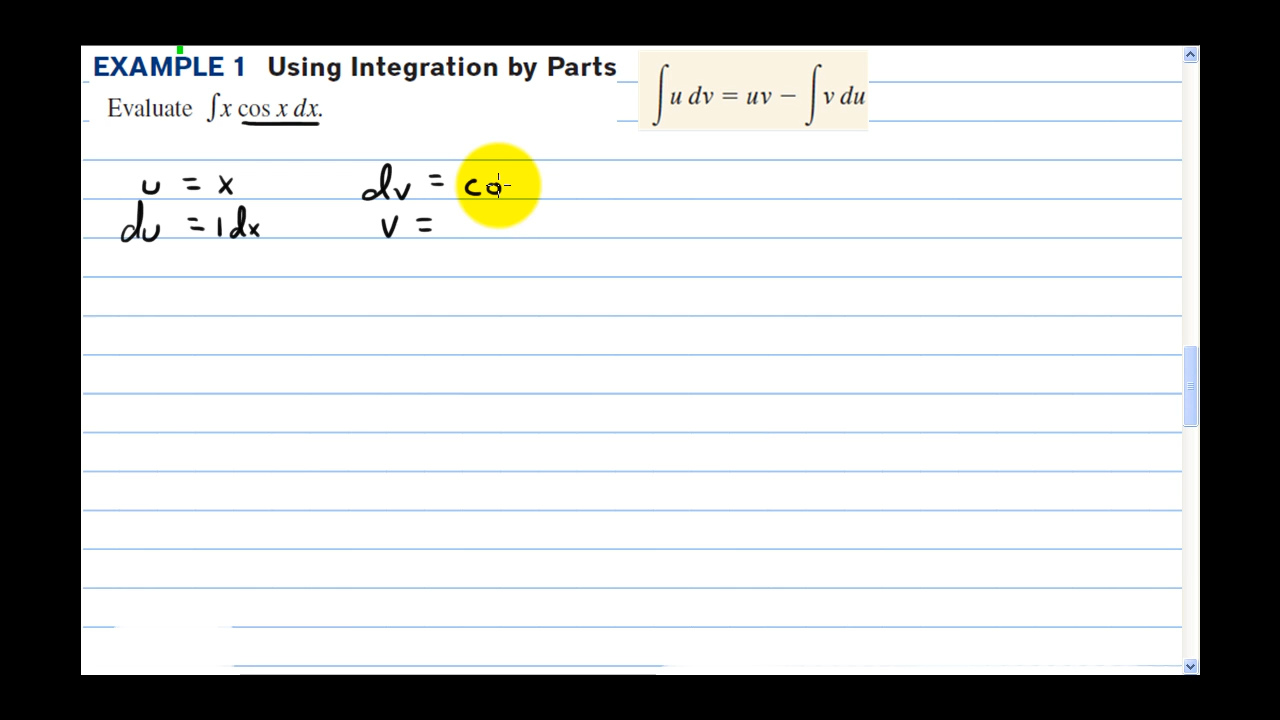 EXAMPLE 1 Using Integration by Parts
Evaluate ∫x cos x dx.
∫u dv = uv − ∫v du
u = x dv = co
du = 1dx v =